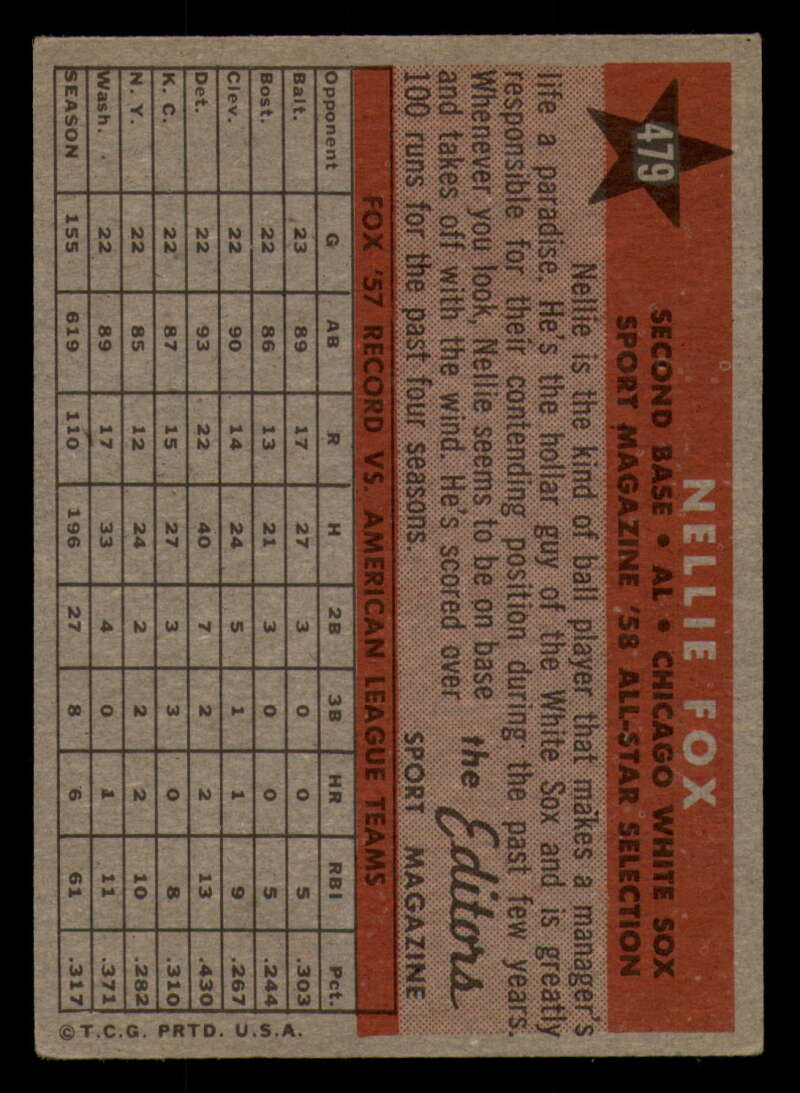 479
NELLIE FOX
SECOND BASE • AL • CHICAGO WHITE SOX
SPORT MAGAZINE '58 ALL-STAR SELECTION
Nellie is the kind of ball player that makes a manager's
life a paradise. He's the hollar guy of the White Sox and is greatly
responsible for their contending position during the past few years.
Whenever you look, Nellie seems to be on base
and takes off with the wind. He's scored over
100 runs for the past four seasons.
the Editors
SPORT MAGAZINE
FOX '57 RECORD VS. AMERICAN LEAGUE TEAMS
Opponent G AB R H 2B 3B HR RBI Pct.
Balt. 23 89 17 27 3 0 0 5 .303
Bost. 22 86 13 21 3 0 0 5 .244
Clev. 22 90 14 24 5 1 1 9 .267
Det. 22 93 22 40 7 2 2 13 .430
K. C. 22 87 15 27 3 3 0 8 .310
N. Y. 22 85 12 24 2 2 2 10 .282
Wash. 22 89 17 33 4 0 1 11 .371
SEASON 155 619 110 196 27 8 6 61 .317
© T.C.G. PRTD. U.S.A.